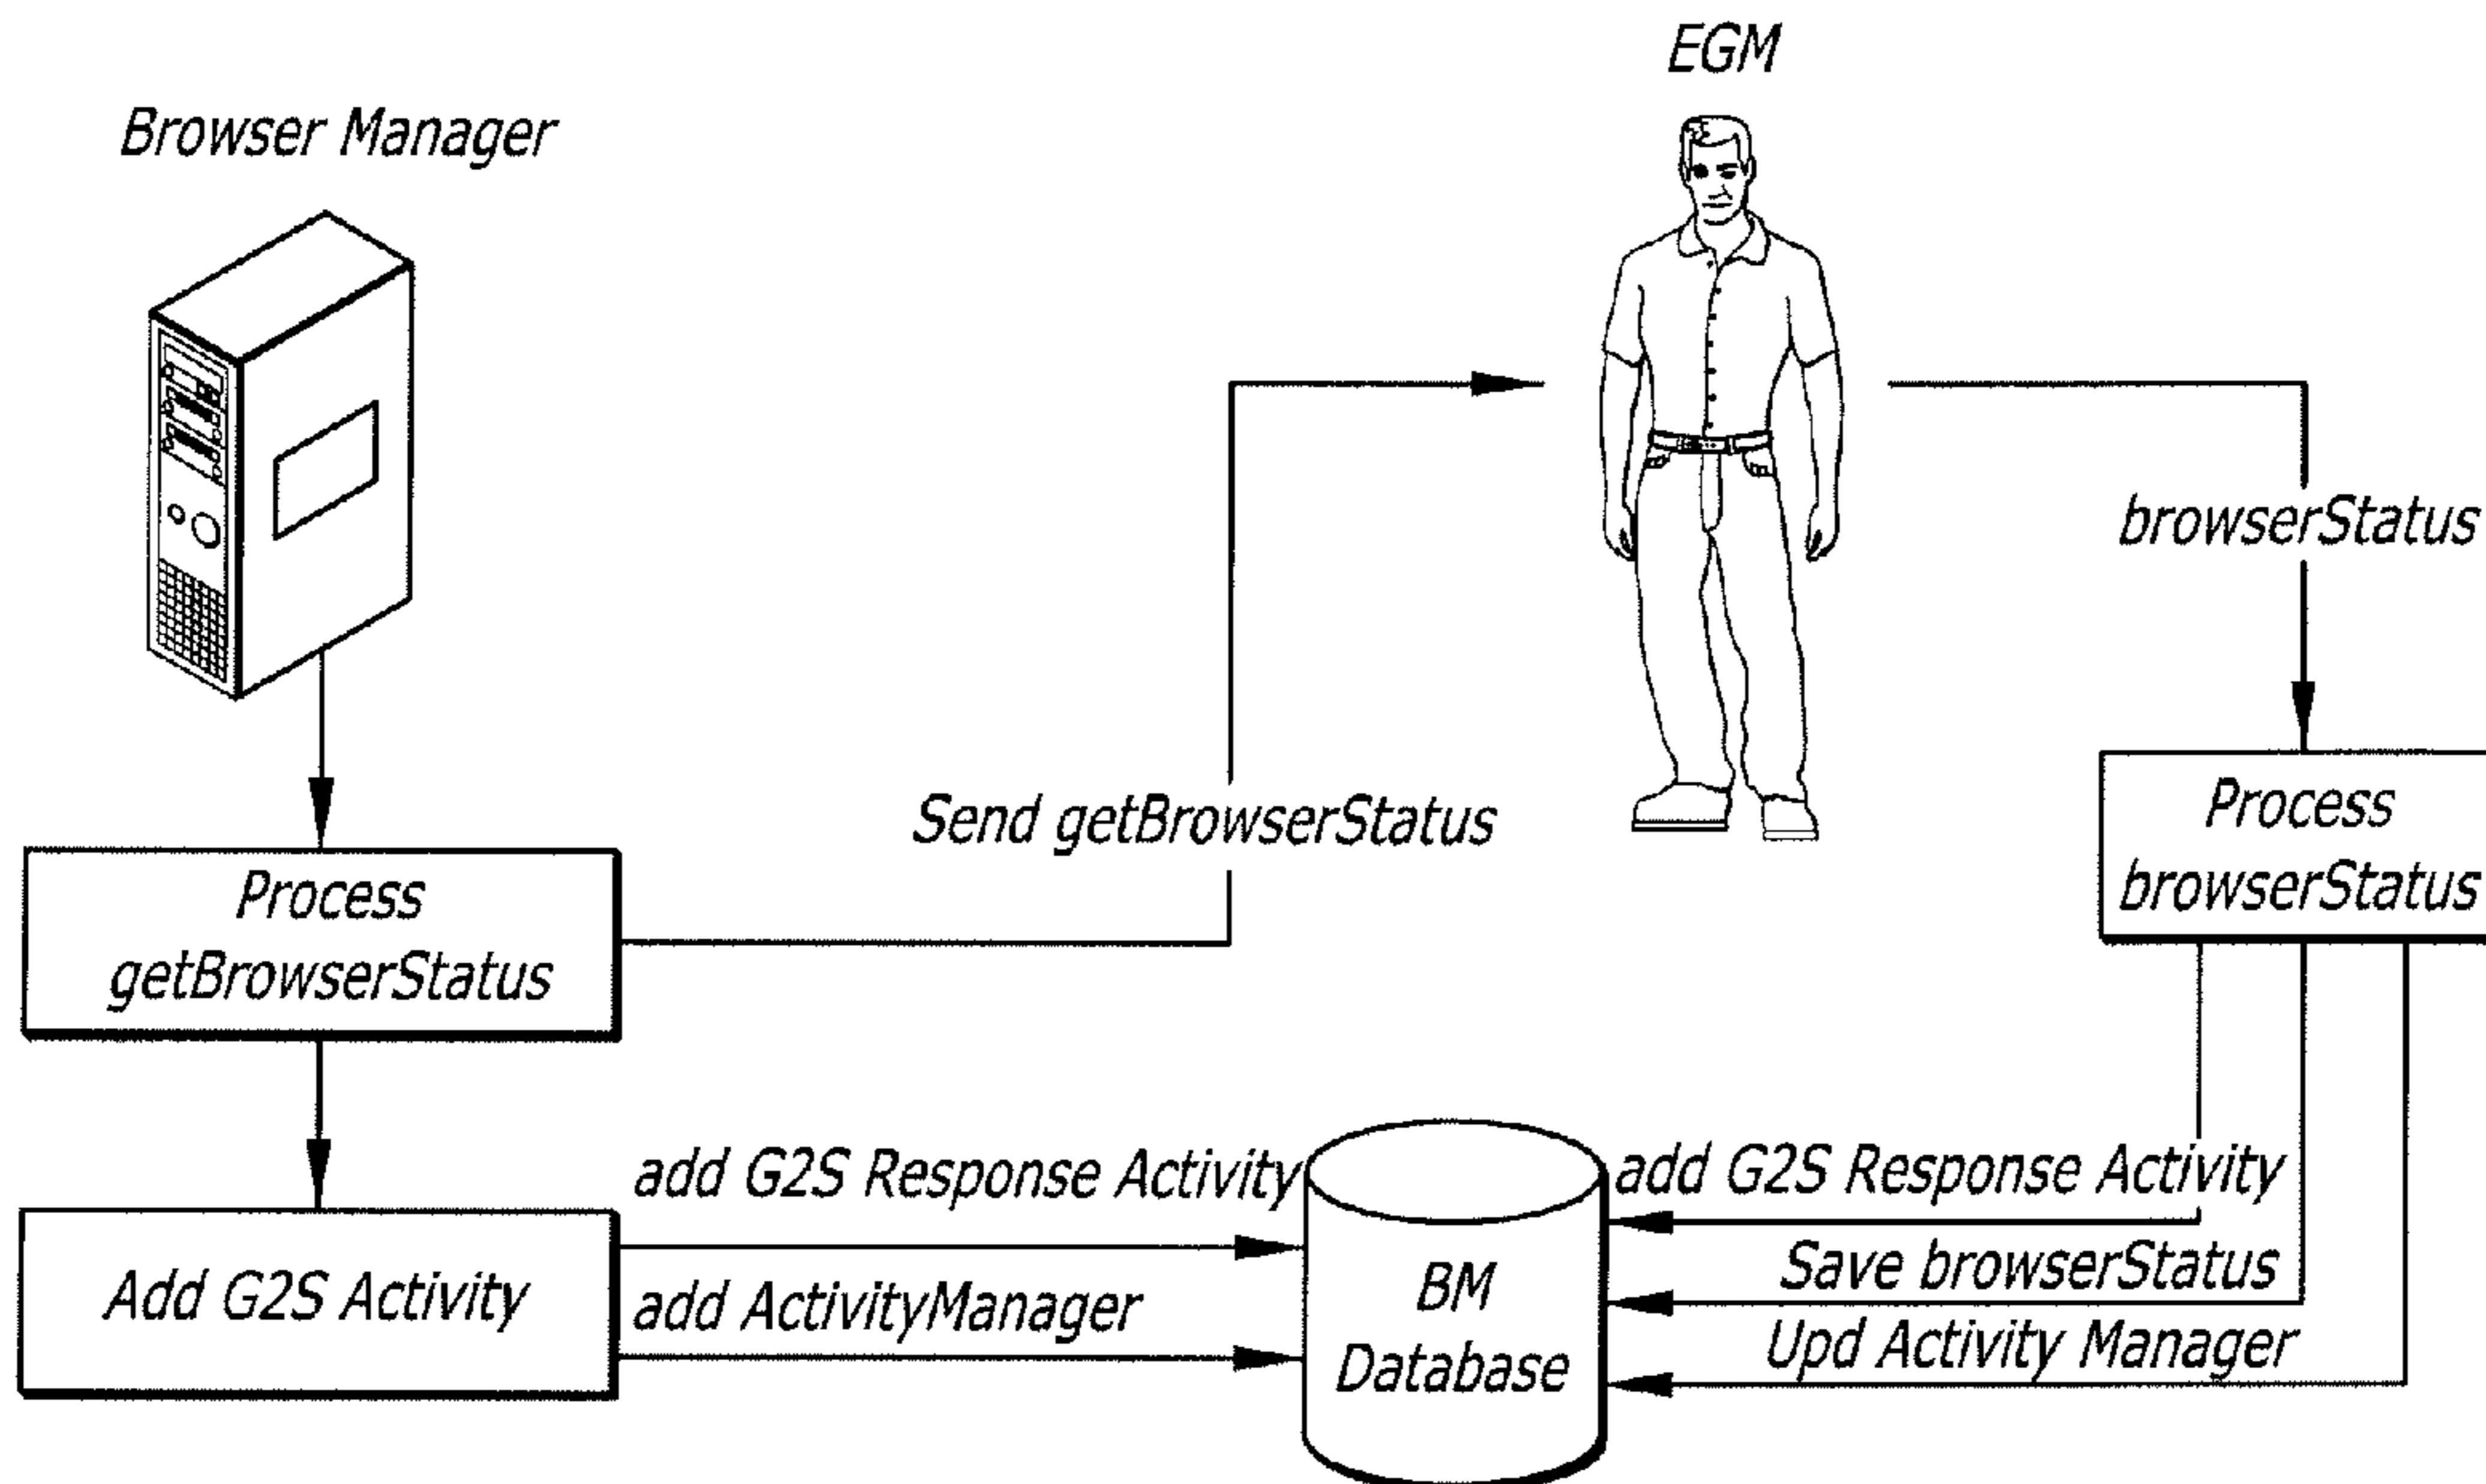 EGM
Browser Manager
browserStatus
Send getBrowserStatus
Process
browserStatus
Process
getBrowserStatus
add G2S Response Activity
add G2S Response Activity
Add G2S Activity
add ActivityManager
BM
Database
Save browserStatus
Upd Activity Manager